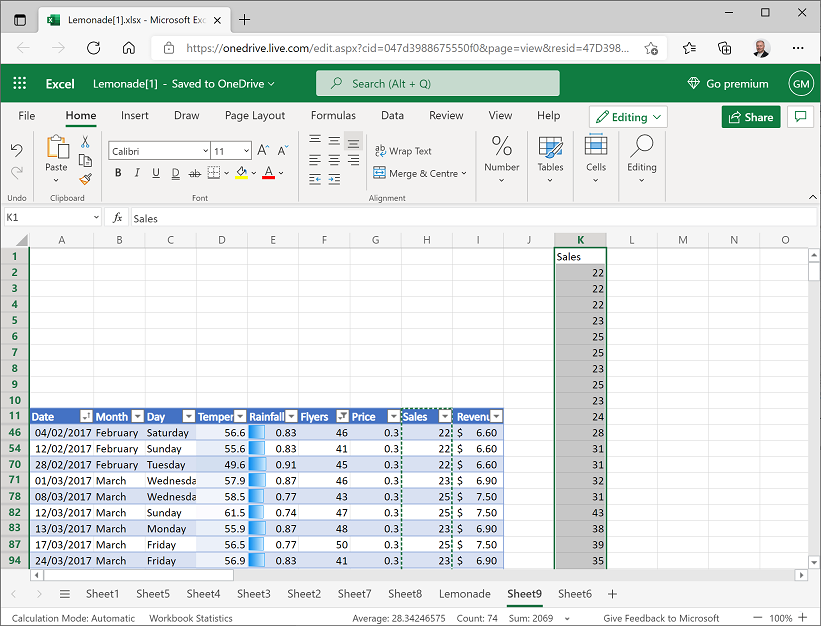 Lemonade[1].xlsx - Microsoft Exc
https://onedrive.live.com/edit.aspx?cid=047d3988675550f0&page=view&resid=47D398...
Excel Lemonade[1] - Saved to OneDrive Search (Alt + Q) Go premium GM
File Home Insert Draw Page Layout Formulas Data Review View Help Editing Share
Calibri 11 A A ab Wrap Text
Paste B I U D ab A Merge & Centre Number Tables Cells Editing
Undo Clipboard Font Alignment
K1 fx Sales
A B C D E F G H I J K L M N O
1 Sales
2 22
3 22
4 22
5 23
6 25
7 25
8 23
9 25
10 23
11 Date Month Day Temper Rainfall Flyers Price Sales Revenu 24
46 04/02/2017 February Saturday 56.6 0.83 46 0.3 22 $ 6.60 28
54 12/02/2017 February Sunday 55.6 0.83 41 0.3 22 $ 6.60 31
70 28/02/2017 February Tuesday 49.6 0.91 45 0.3 22 $ 6.60 31
71 01/03/2017 March Wednesda 57.9 0.87 46 0.3 23 $ 6.90 32
78 08/03/2017 March Wednesda 58.5 0.77 43 0.3 25 $ 7.50 31
82 12/03/2017 March Sunday 61.5 0.74 47 0.3 25 $ 7.50 43
83 13/03/2017 March Monday 55.9 0.87 48 0.3 23 $ 6.90 38
87 17/03/2017 March Friday 56.5 0.77 50 0.3 25 $ 7.50 39
94 24/03/2017 March Friday 56.9 0.83 41 0.3 23 $ 6.90 35
Sheet1 Sheet5 Sheet4 Sheet3 Sheet2 Sheet7 Sheet8 Lemonade Sheet9 Sheet6
Calculation Mode: Automatic Workbook Statistics Average: 28.34246575 Count: 74 Sum: 2069 Give Feedback to Microsoft 100%